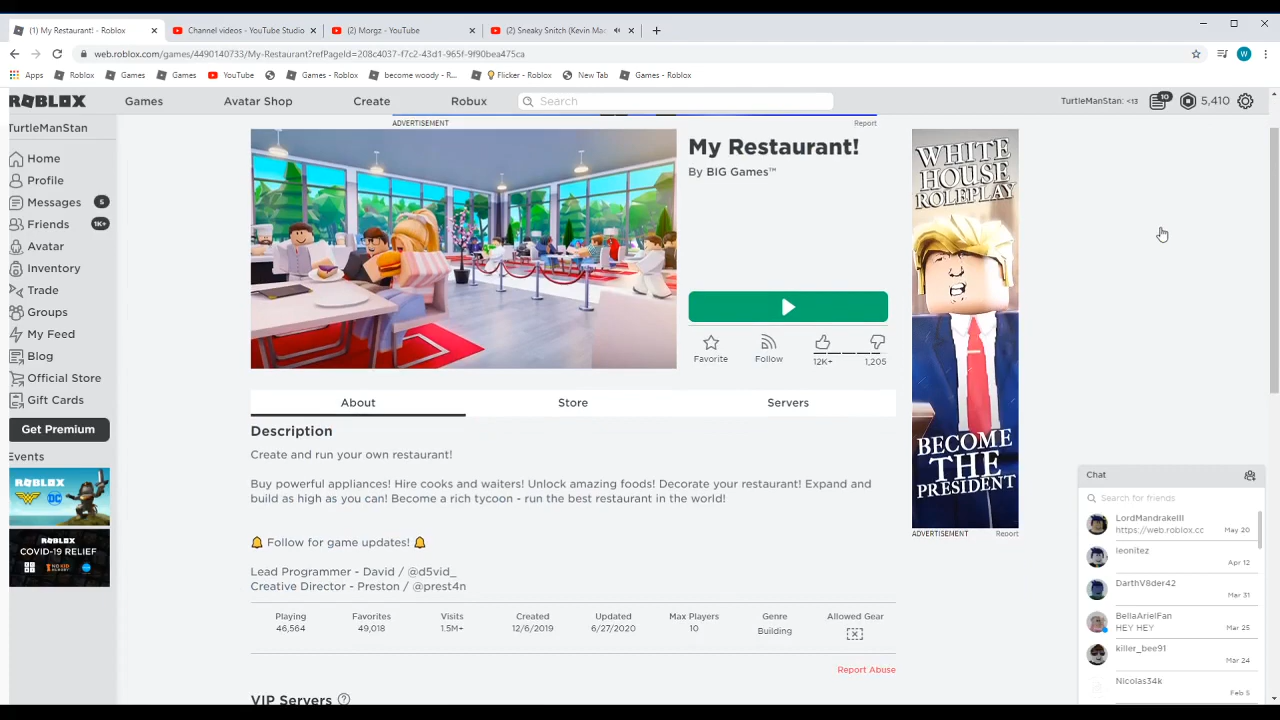 (1) My Restaurant! - Roblox
Channel videos - YouTube Studio
(2) Morgz - YouTube
(2) Sneaky Snitch (Kevin Mac
web.roblox.com/games/4490140733/My-Restaurant?refPageId=208c4037-f7c2-43d1-965f-9f90bea475ca
W
Apps
Roblox
Games
Games
YouTube
Games - Roblox
become woody - R...
Flicker - Roblox
New Tab
Games - Roblox
ROBLOX
Games
Avatar Shop
Create
Robux
Search
TurtleManStan: <13
10
5,410
TurtleManStan
Home
Profile
Messages 5
Friends 1K+
Avatar
Inventory
Trade
Groups
My Feed
Blog
Official Store
Gift Cards
Get Premium
Events
ROBLOX
DC
ROBLOX
COVID-19 RELIEF
NO KID HUNGRY
ADVERTISEMENT
Report
My Restaurant!
By BIG Games™
Favorite
Follow
12K+
1,205
About
Store
Servers
Description
Create and run your own restaurant!
Buy powerful appliances! Hire cooks and waiters! Unlock amazing foods! Decorate your restaurant! Expand and
build as high as you can! Become a rich tycoon - run the best restaurant in the world!
Follow for game updates!
Lead Programmer - David / @d5vid_
Creative Director - Preston / @prest4n
Playing
46,564
Favorites
49,018
Visits
1.5M+
Created
12/6/2019
Updated
6/27/2020
Max Players
10
Genre
Building
Allowed Gear
Report Abuse
VIP Servers
WHITE
HOUSE
ROLEPLAY
BECOME
THE
PRESIDENT
ADVERTISEMENT
Report
Chat
Search for friends
LordMandrakeIII
https://web.roblox.cc
May 20
leonitez
Apr 12
DarthV8der42
Mar 31
BellaArielFan
HEY HEY
Mar 25
killer_bee91
Mar 24
Nicolas34k
Feb 5